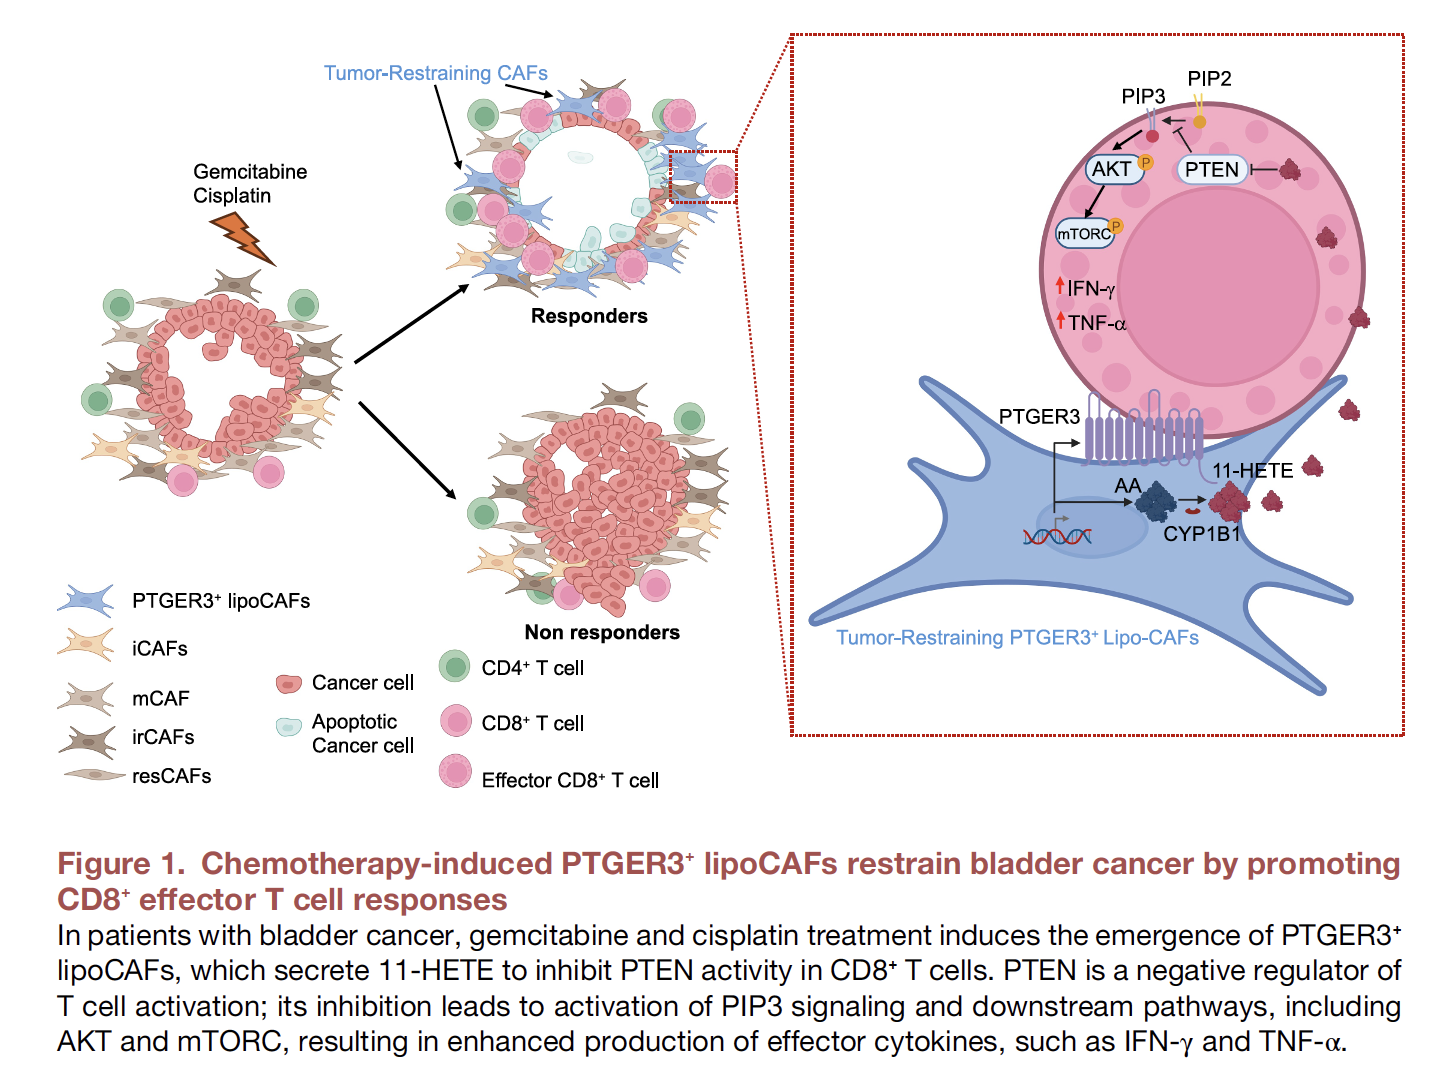 Tumor-Restraining CAFs
Gemcitabine
Cisplatin
Responders
Non responders
PTGER3⁺ lipoCAFs
iCAFs
mCAF
irCAFs
resCAFs
Cancer cell
Apoptotic
Cancer cell
CD4⁺ T cell
CD8⁺ T cell
Effector CD8⁺ T cell
PIP2
PIP3
AKT
P
PTEN
mTORC
P
IFN-γ
TNF-α
PTGER3
11-HETE
AA
CYP1B1
Tumor-Restraining PTGER3⁺ Lipo-CAFs
Figure 1. Chemotherapy-induced PTGER3⁺ lipoCAFs restrain bladder cancer by promoting
CD8⁺ effector T cell responses
In patients with bladder cancer, gemcitabine and cisplatin treatment induces the emergence of PTGER3⁺
lipoCAFs, which secrete 11-HETE to inhibit PTEN activity in CD8⁺ T cells. PTEN is a negative regulator of
T cell activation; its inhibition leads to activation of PIP3 signaling and downstream pathways, including
AKT and mTORC, resulting in enhanced production of effector cytokines, such as IFN-γ and TNF-α.